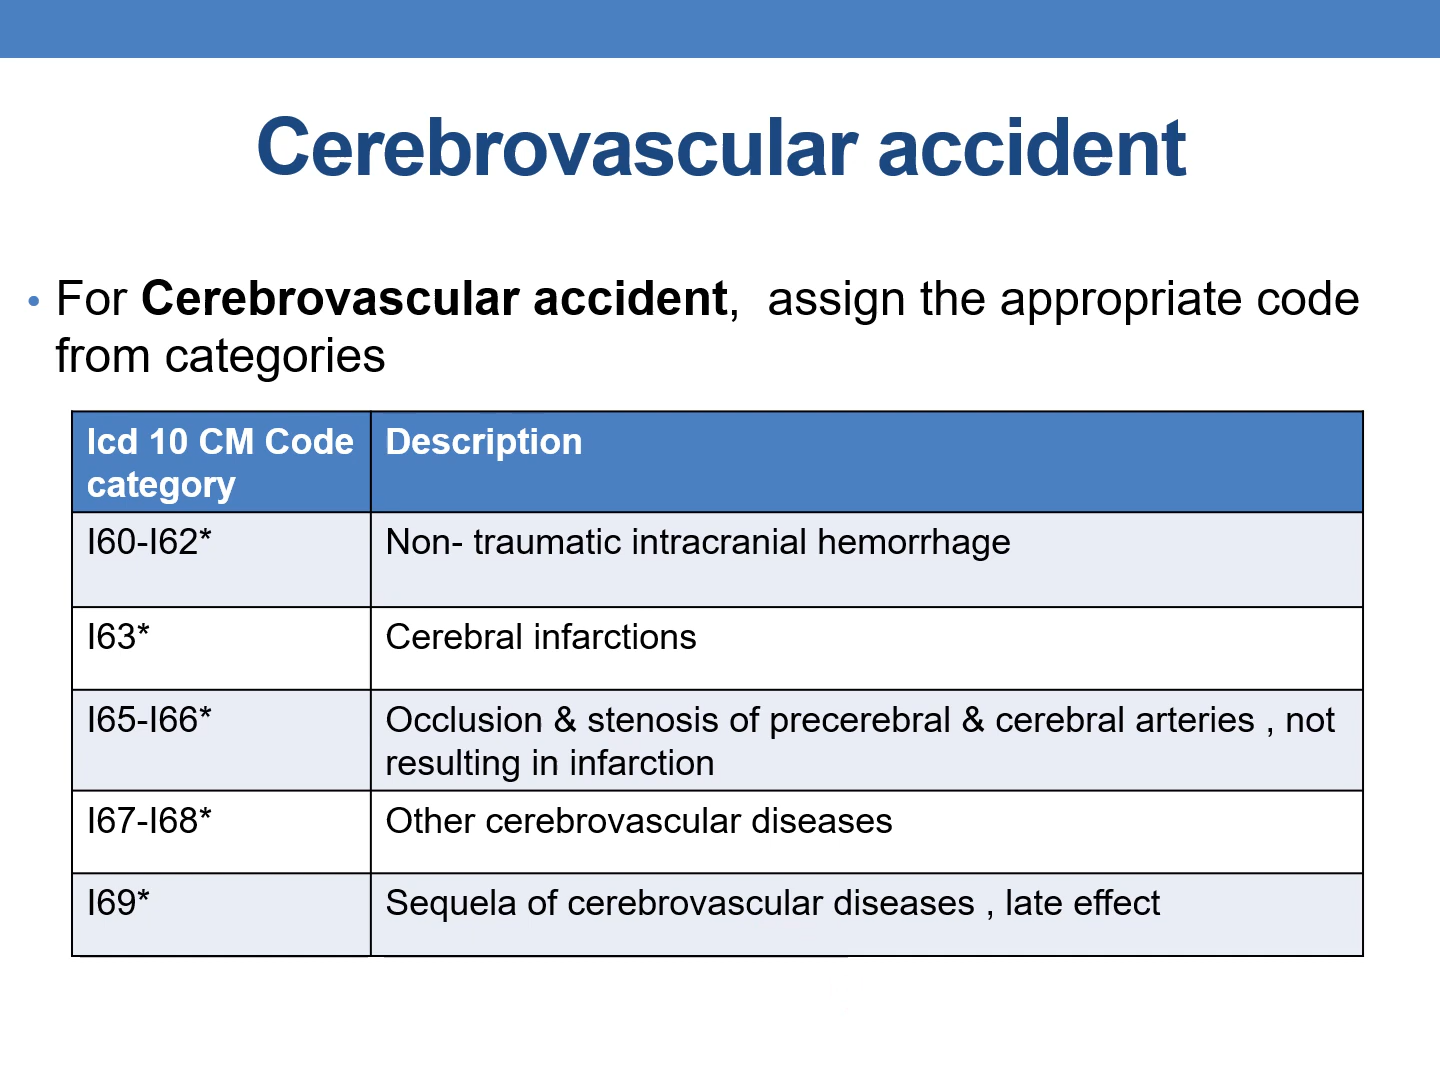 Cerebrovascular accident
• For Cerebrovascular accident,  assign the appropriate code
from categories
Icd 10 CM Code
category
Description
I60-I62*
Non- traumatic intracranial hemorrhage
I63*
Cerebral infarctions
I65-I66*
Occlusion & stenosis of precerebral & cerebral arteries , not
resulting in infarction
I67-I68*
Other cerebrovascular diseases
I69*
Sequela of cerebrovascular diseases , late effect